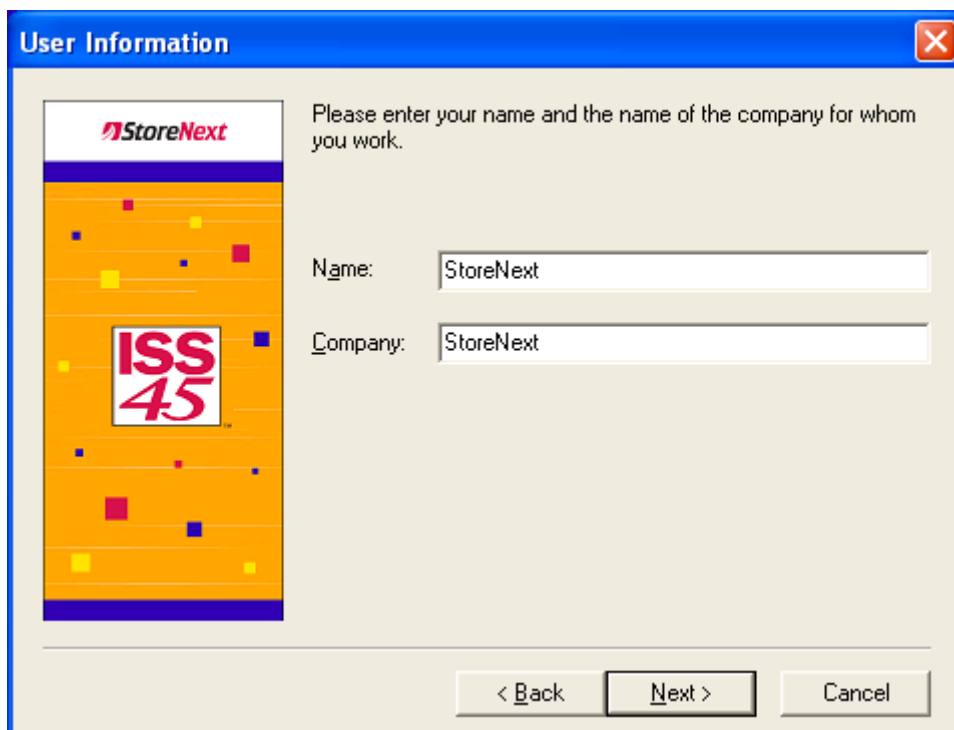 User Information
StoreNext
Please enter your name and the name of the company for whom
you work.
Name:
StoreNext
Company:
StoreNext
ISS
45
™
< Back
Next >
Cancel